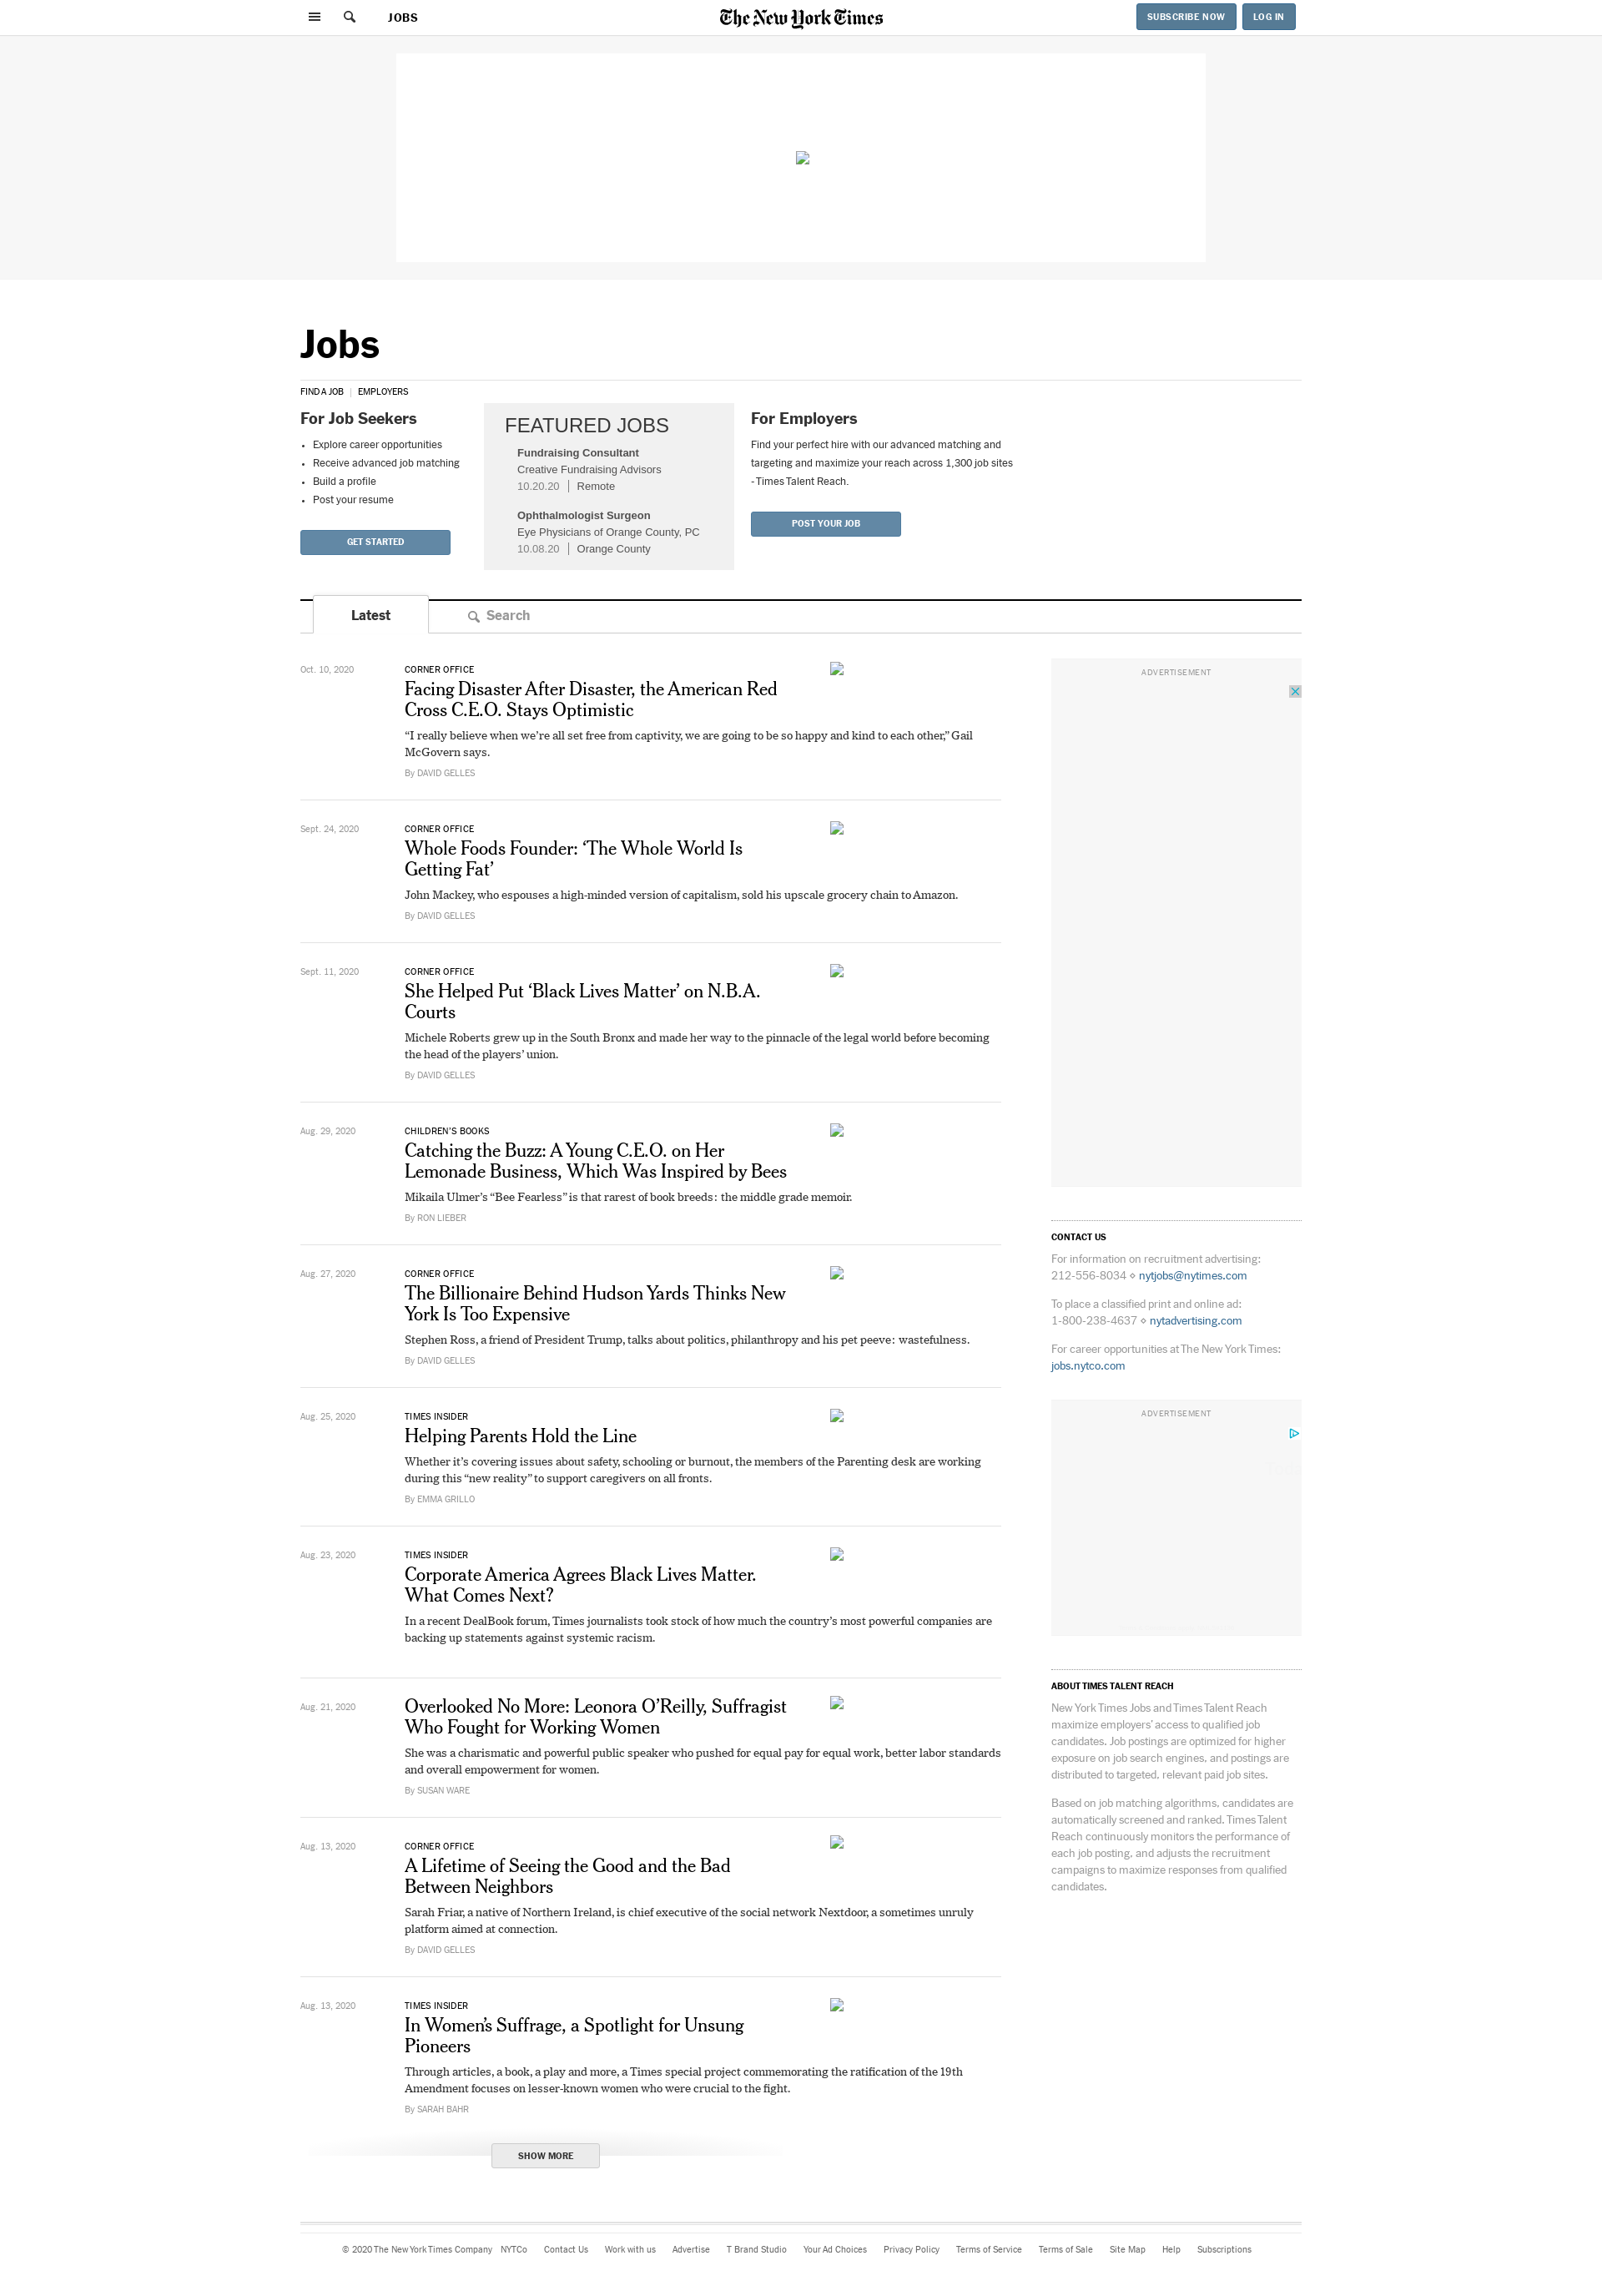 JOBS
The New York Times
SUBSCRIBE NOW
LOG IN
Jobs
FIND A JOB | EMPLOYERS
For Job Seekers
Explore career opportunities
Receive advanced job matching
Build a profile
Post your resume
GET STARTED
FEATURED JOBS
Fundraising Consultant
Creative Fundraising Advisors
10.20.20 | Remote
Ophthalmologist Surgeon
Eye Physicians of Orange County, PC
10.08.20 | Orange County
For Employers
Find your perfect hire with our advanced matching and
targeting and maximize your reach across 1,300 job sites
- Times Talent Reach.
POST YOUR JOB
Latest
Search
Oct. 10, 2020
CORNER OFFICE
Facing Disaster After Disaster, the American Red
Cross C.E.O. Stays Optimistic
“I really believe when we’re all set free from captivity, we are going to be so happy and kind to each other,” Gail
McGovern says.
By DAVID GELLES
Sept. 24, 2020
CORNER OFFICE
Whole Foods Founder: ‘The Whole World Is
Getting Fat’
John Mackey, who espouses a high-minded version of capitalism, sold his upscale grocery chain to Amazon.
By DAVID GELLES
Sept. 11, 2020
CORNER OFFICE
She Helped Put ‘Black Lives Matter’ on N.B.A.
Courts
Michele Roberts grew up in the South Bronx and made her way to the pinnacle of the legal world before becoming
the head of the players’ union.
By DAVID GELLES
Aug. 29, 2020
CHILDREN’S BOOKS
Catching the Buzz: A Young C.E.O. on Her
Lemonade Business, Which Was Inspired by Bees
Mikaila Ulmer’s “Bee Fearless” is that rarest of book breeds: the middle grade memoir.
By RON LIEBER
Aug. 27, 2020
CORNER OFFICE
The Billionaire Behind Hudson Yards Thinks New
York Is Too Expensive
Stephen Ross, a friend of President Trump, talks about politics, philanthropy and his pet peeve: wastefulness.
By DAVID GELLES
Aug. 25, 2020
TIMES INSIDER
Helping Parents Hold the Line
Whether it’s covering issues about safety, schooling or burnout, the members of the Parenting desk are working
during this “new reality” to support caregivers on all fronts.
By EMMA GRILLO
Aug. 23, 2020
TIMES INSIDER
Corporate America Agrees Black Lives Matter.
What Comes Next?
In a recent DealBook forum, Times journalists took stock of how much the country’s most powerful companies are
backing up statements against systemic racism.
Aug. 21, 2020
Overlooked No More: Leonora O’Reilly, Suffragist
Who Fought for Working Women
She was a charismatic and powerful public speaker who pushed for equal pay for equal work, better labor standards
and overall empowerment for women.
By SUSAN WARE
Aug. 13, 2020
CORNER OFFICE
A Lifetime of Seeing the Good and the Bad
Between Neighbors
Sarah Friar, a native of Northern Ireland, is chief executive of the social network Nextdoor, a sometimes unruly
platform aimed at connection.
By DAVID GELLES
Aug. 13, 2020
TIMES INSIDER
In Women’s Suffrage, a Spotlight for Unsung
Pioneers
Through articles, a book, a play and more, a Times special project commemorating the ratification of the 19th
Amendment focuses on lesser-known women who were crucial to the fight.
By SARAH BAHR
SHOW MORE
ADVERTISEMENT
CONTACT US
For information on recruitment advertising:
212-556-8034 ⋄ nytjobs@nytimes.com
To place a classified print and online ad:
1-800-238-4637 ⋄ nytadvertising.com
For career opportunities at The New York Times:
jobs.nytco.com
ADVERTISEMENT
ABOUT TIMES TALENT REACH
New York Times Jobs and Times Talent Reach
maximize employers’ access to qualified job
candidates. Job postings are optimized for higher
exposure on job search engines, and postings are
distributed to targeted, relevant paid job sites.
Based on job matching algorithms, candidates are
automatically screened and ranked. Times Talent
Reach continuously monitors the performance of
each job posting, and adjusts the recruitment
campaigns to maximize responses from qualified
candidates.
© 2020 The New York Times Company NYTCo Contact Us Work with us Advertise T Brand Studio Your Ad Choices Privacy Policy Terms of Service Terms of Sale Site Map Help Subscriptions